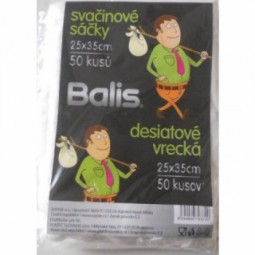 svačinové
sáčky
25x35cm
50 kusů
Balis.
desiatové
vrecká
25x35cm
50 kusov